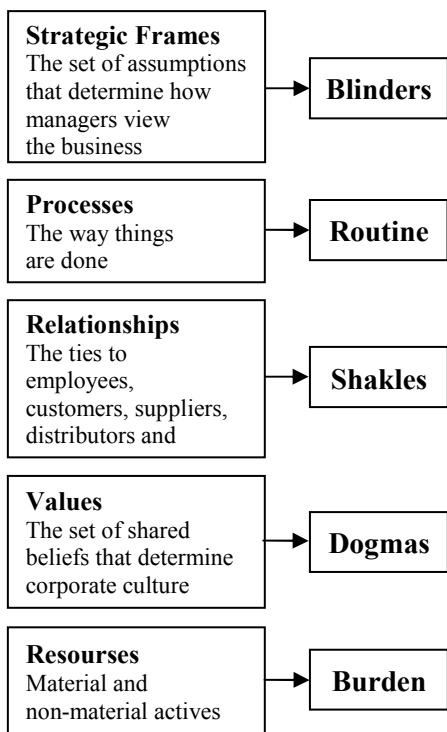 Strategic Frames
The set of assumptions
that determine how
managers view
the business
Blinders
Processes
The way things
are done
Routine
Relationships
The ties to
employees,
customers, suppliers,
distributors and
Shakles
Values
The set of shared
beliefs that determine
corporate culture
Dogmas
Resourses
Material and
non-material actives
Burden